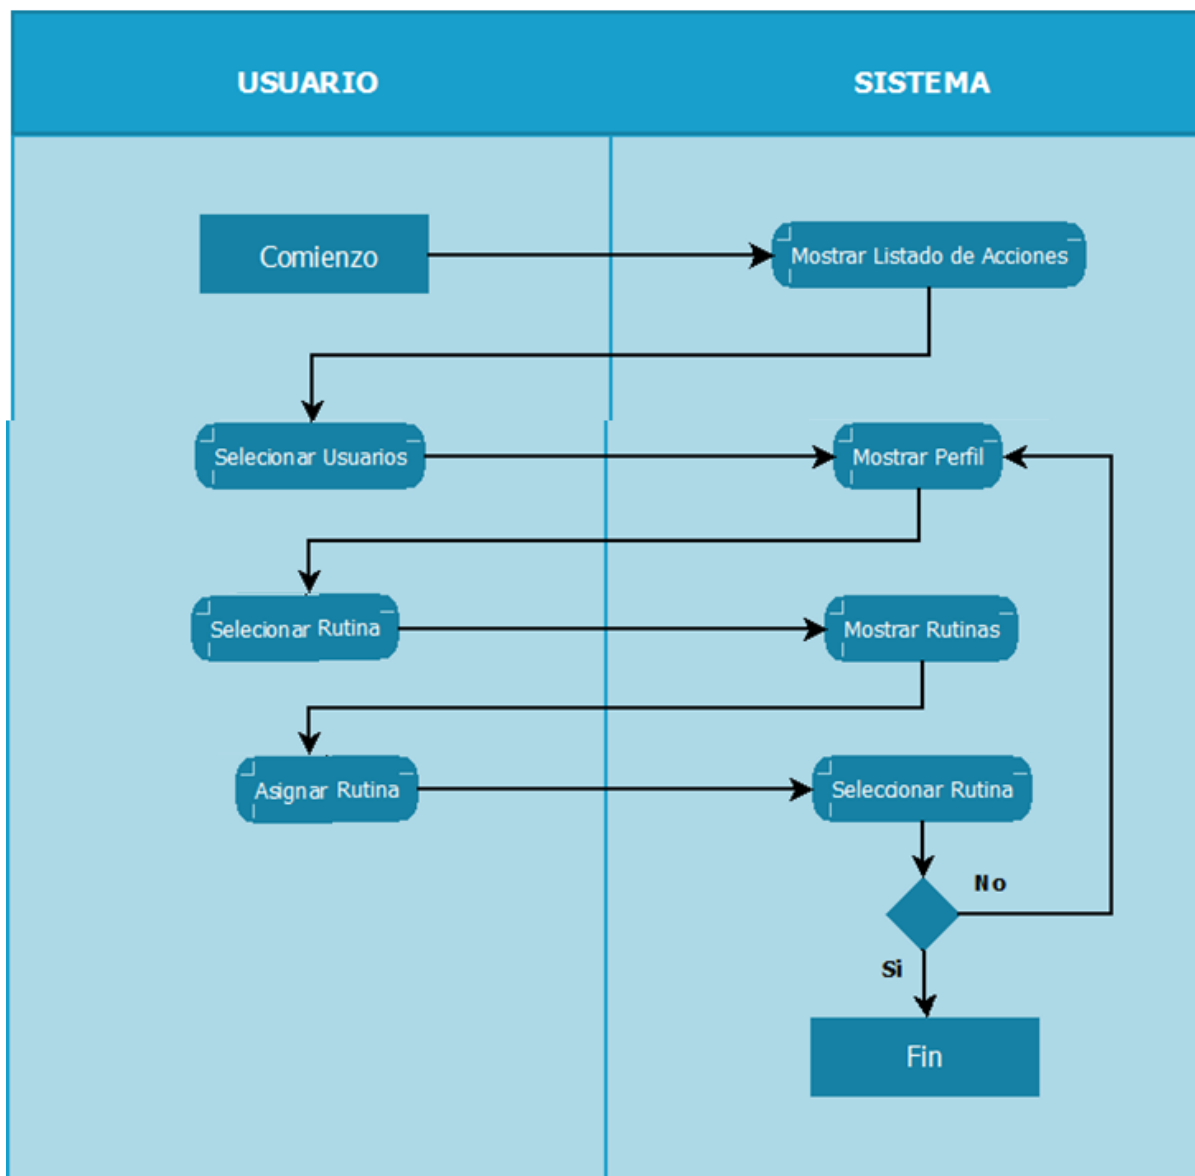 USUARIO
SISTEMA
Comienzo
Mostrar Listado de Acciones
Selecionar Usuarios
Mostrar Perfil
Selecionar Rutina
Mostrar Rutinas
Asignar Rutina
Seleccionar Rutina
No
Si
Fin